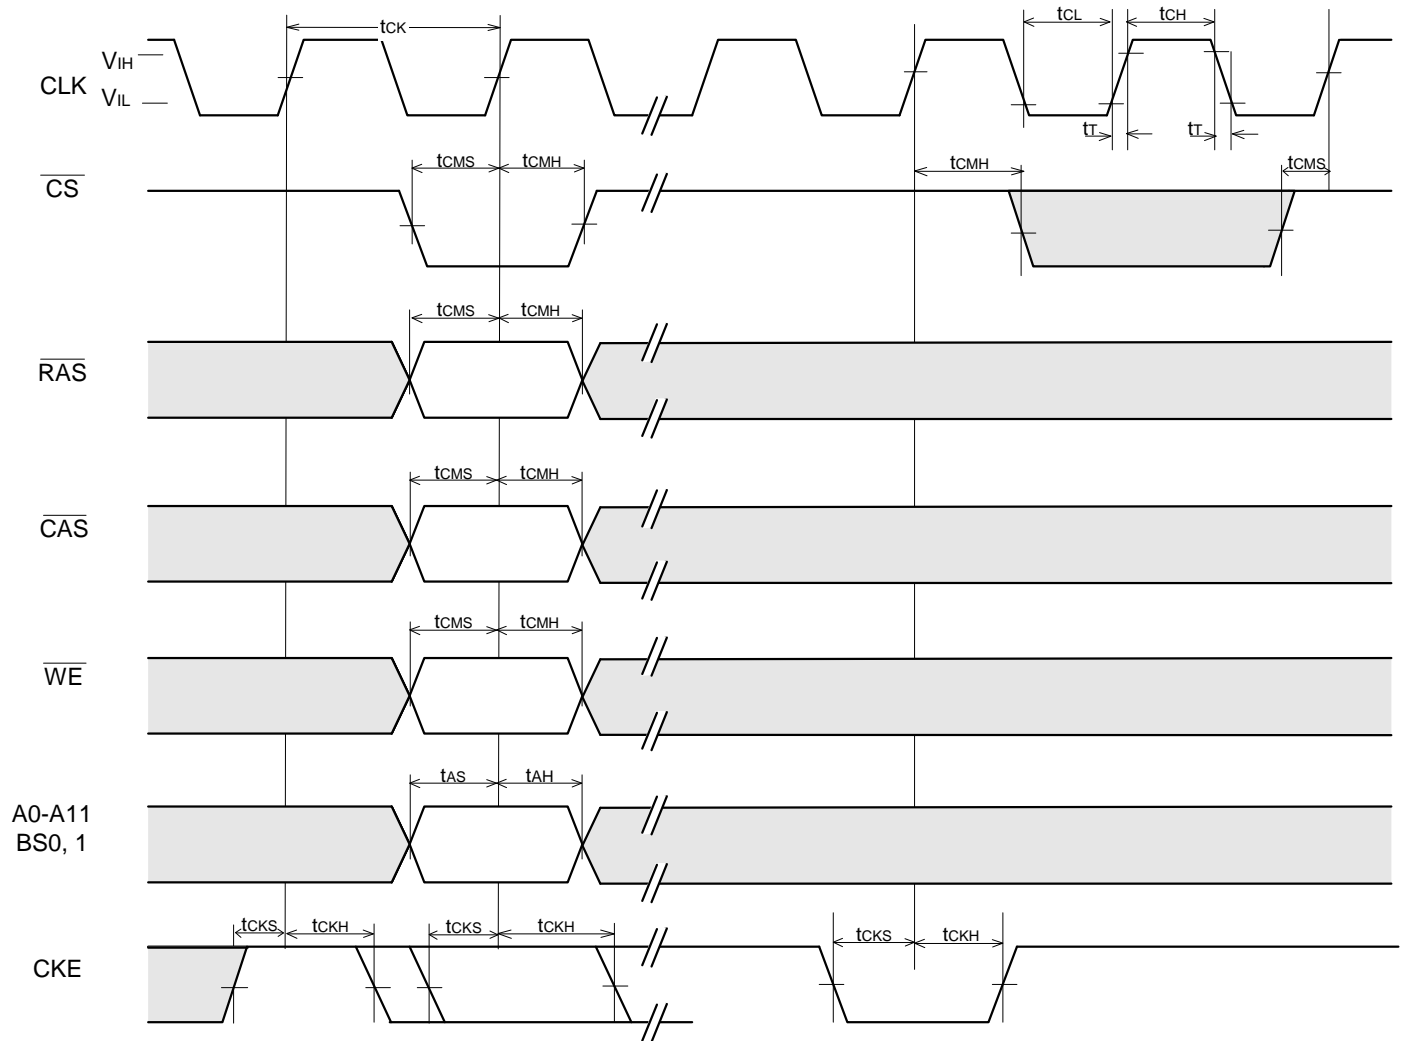 tCK
tCL
tCH
VIH
CLK
VIL
tT
tT
tCMS
tCMH
tCMH
tCMS
CS
tCMS
tCMH
RAS
tCMS
tCMH
CAS
tCMS
tCMH
WE
tAS
tAH
A0-A11
BS0, 1
tCKS
tCKH
tCKS
tCKH
tCKS
tCKH
CKE